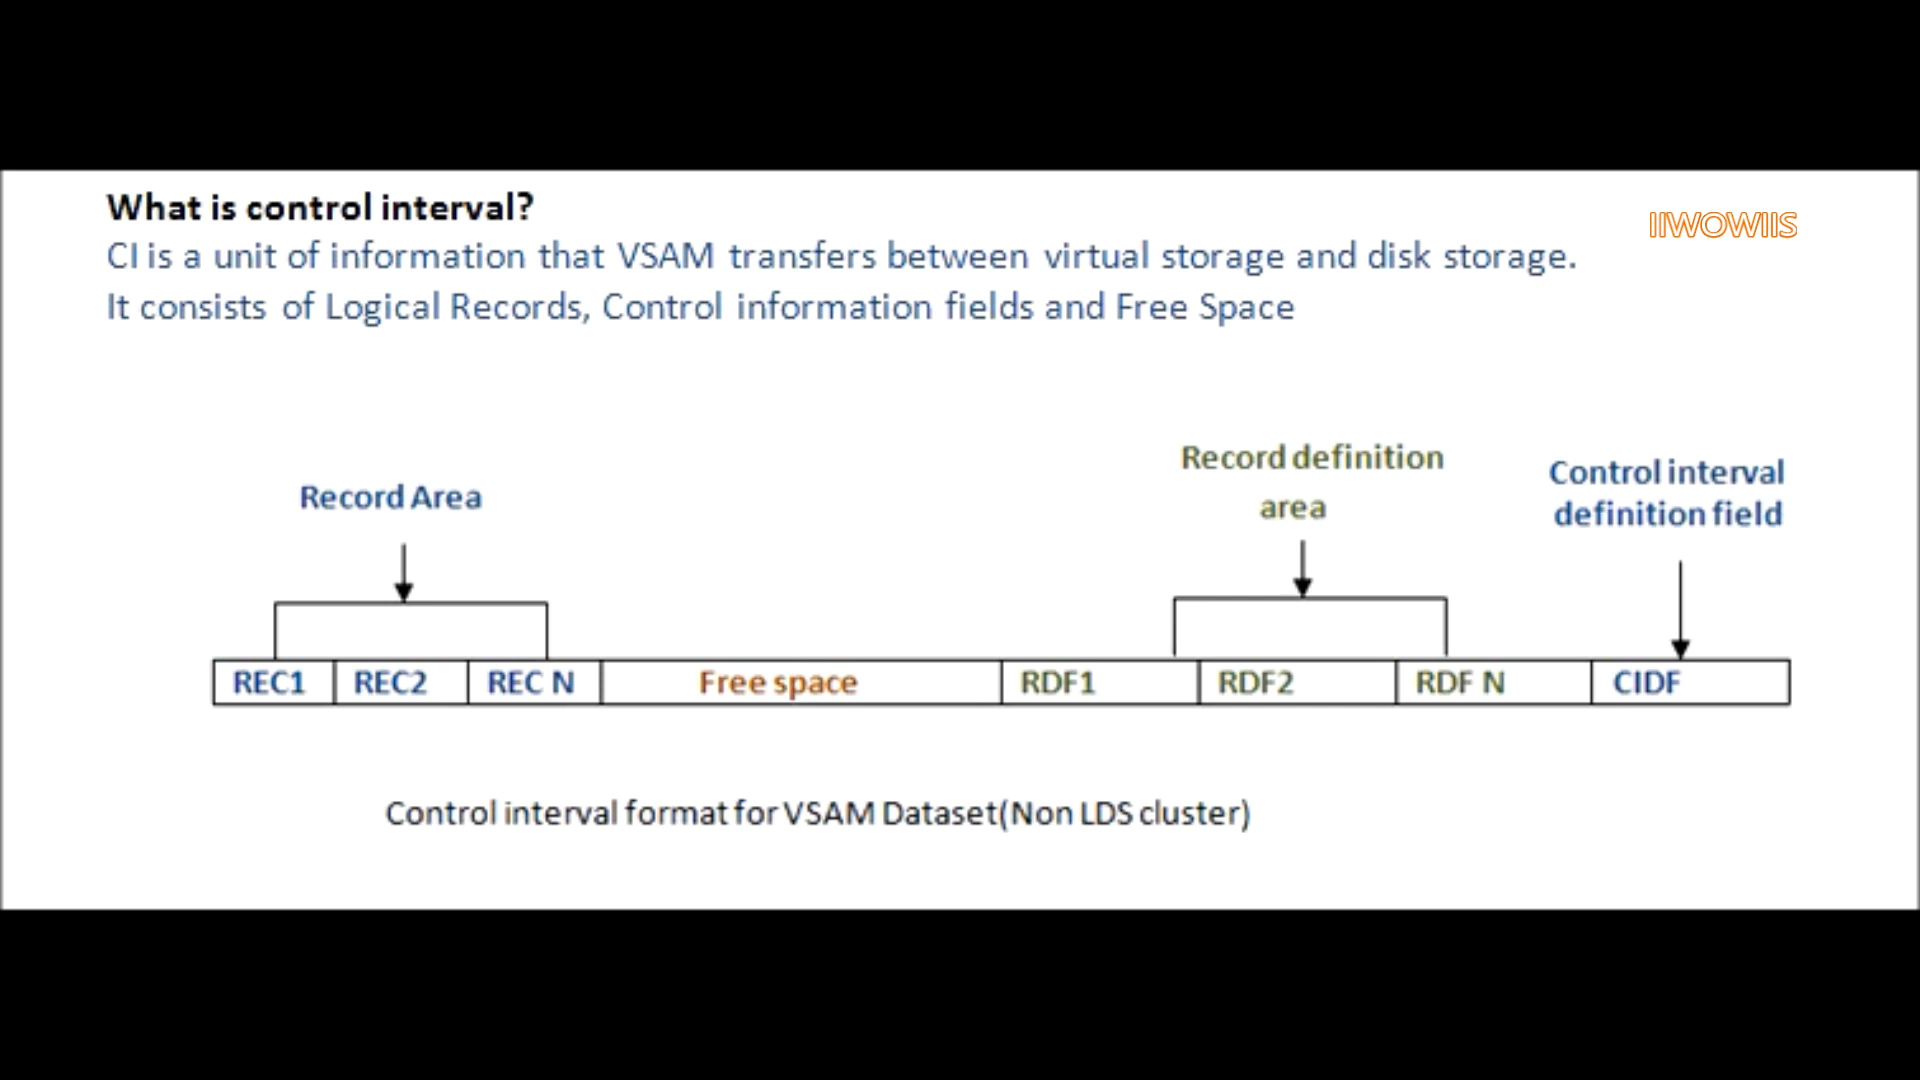 What is control interval?
IIWOWIIS
CI is a unit of information that VSAM transfers between virtual storage and disk storage.
It consists of Logical Records, Control information fields and Free Space
Record Area
Record definition
area
Control interval
definition field
REC1 REC2 REC N Free space RDF1 RDF2 RDF N CIDF
Control interval format for VSAM Dataset(Non LDS cluster)